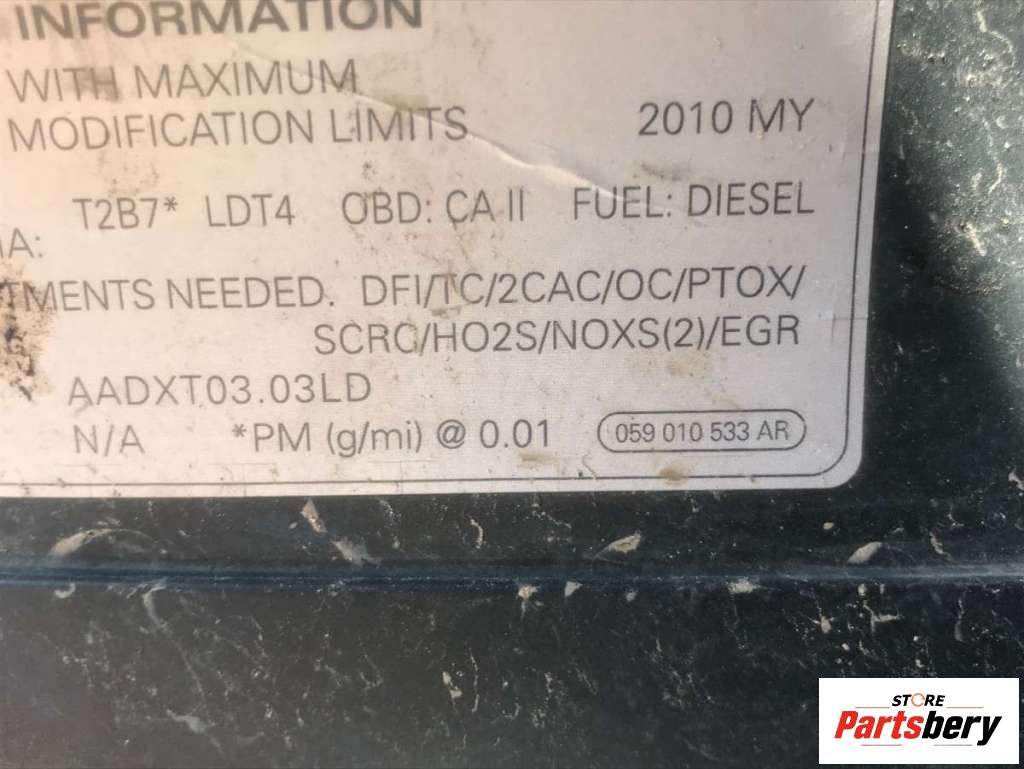 INFORMATION
WITH MAXIMUM
MODIFICATION LIMITS 2010 MY
T2B7* LDT4 OBD: CA II FUEL: DIESEL
IA:
TMENTS NEEDED. DFI/TC/2CAC/OC/PTOX/
SCRC/HO2S/NOXS(2)/EGR
AADXT03.03LD
N/A *PM (g/mi) @ 0.01 059 010 533 AR
STORE
Partsbery